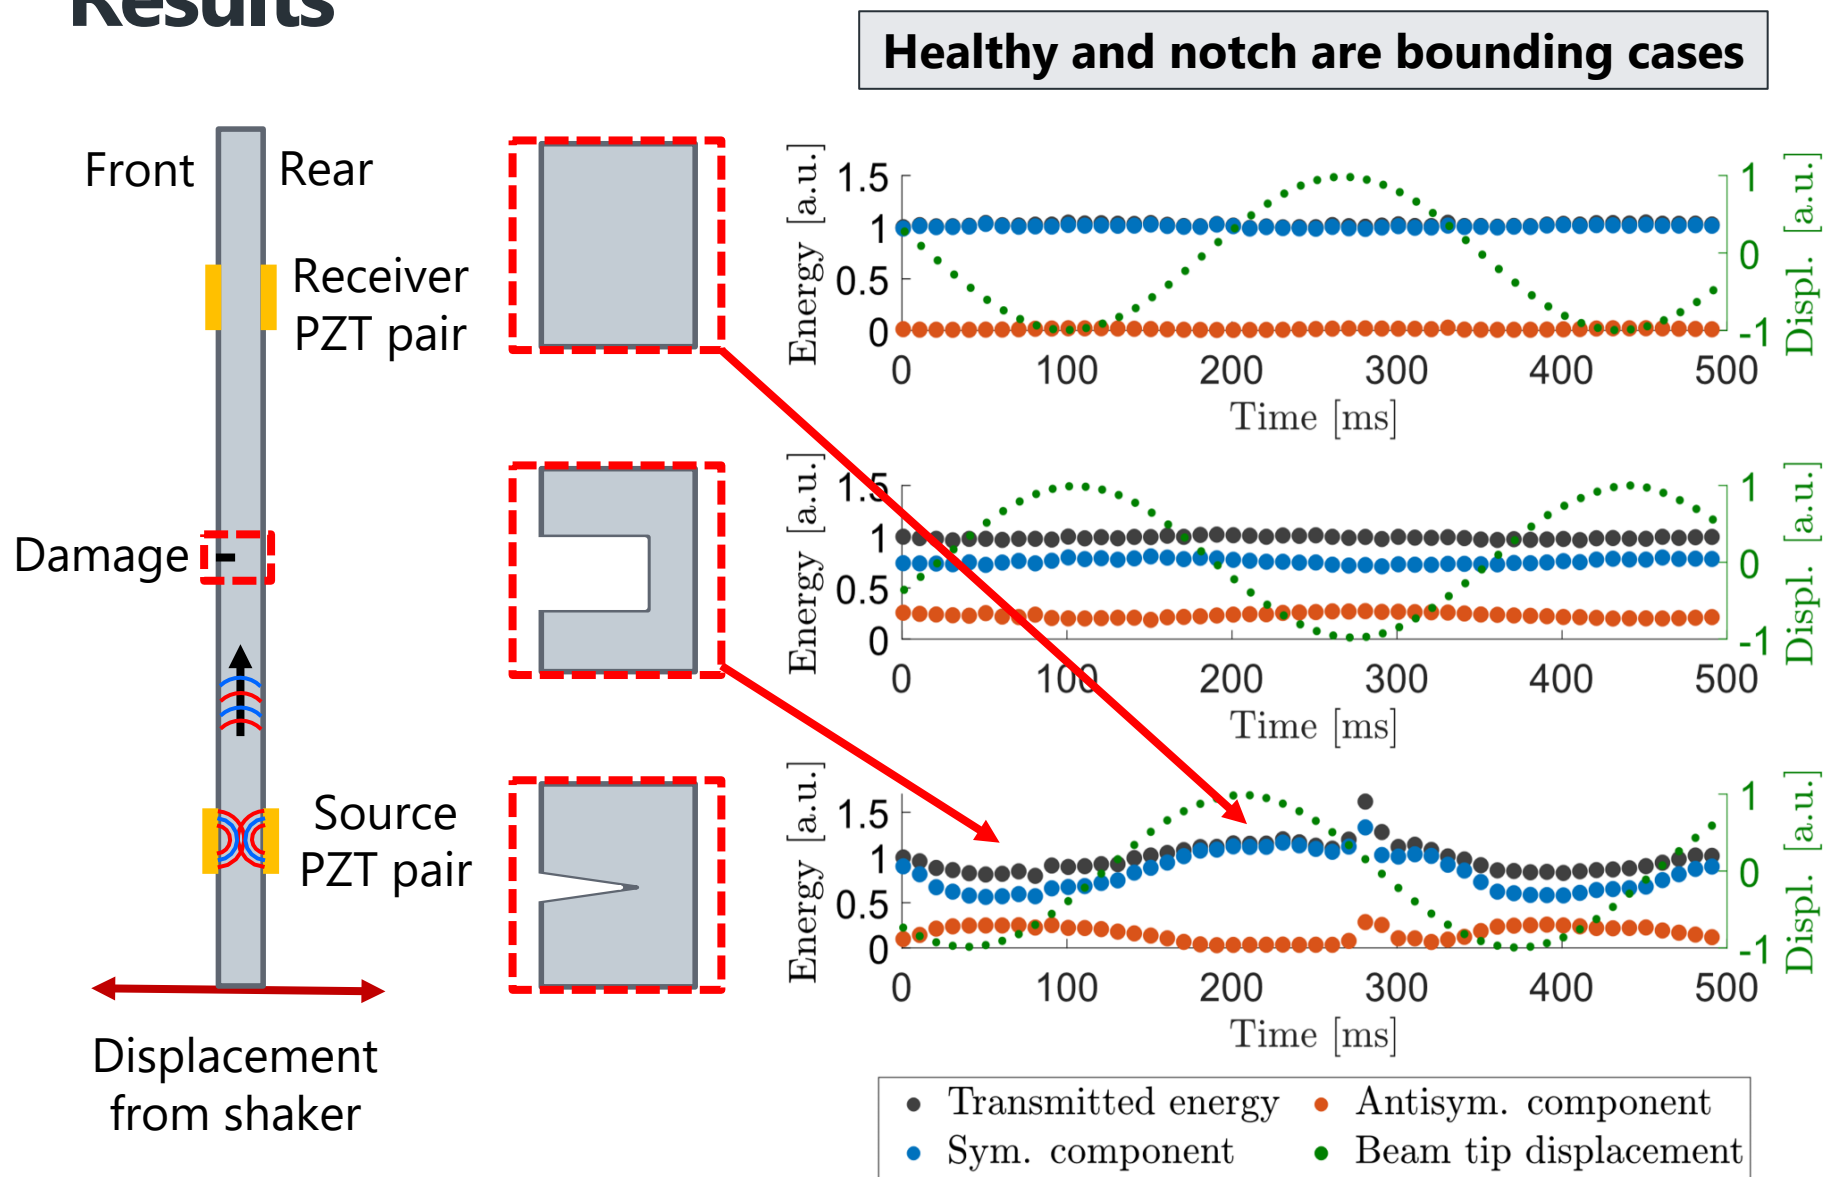 Results
Healthy and notch are bounding cases
Front
Rear
Receiver
PZT pair
Damage
Source
PZT pair
Displacement
from shaker
Energy [a.u.]
1.5
1
0.5
0
0 100 200 300 400 500
Time [ms]
1
0
-1
Displ. [a.u.]
Energy [a.u.]
1.5
1
0.5
0
0 100 200 300 400 500
Time [ms]
1
0
-1
Displ. [a.u.]
Energy [a.u.]
1.5
1
0.5
0
0 100 200 300 400 500
Time [ms]
1
0
-1
Displ. [a.u.]
Transmitted energy
Antisym. component
Sym. component
Beam tip displacement